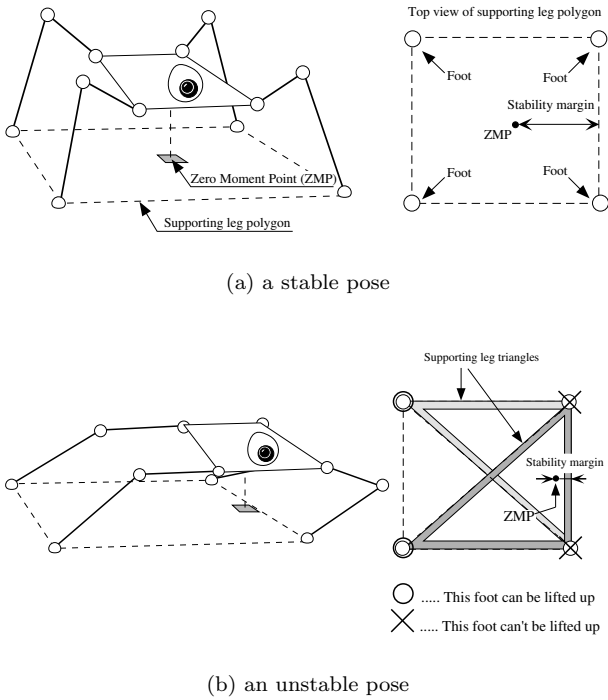 Top view of supporting leg polygon
Foot
Foot
Stability margin
ZMP
Foot
Foot
Zero Moment Point (ZMP)
Supporting leg polygon
(a) a stable pose
Supporting leg triangles
Stability margin
ZMP
..... This foot can be lifted up
..... This foot can't be lifted up
(b) an unstable pose